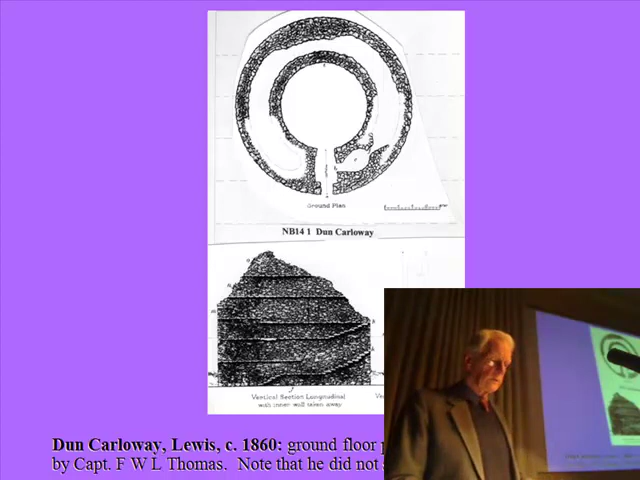 Ground Plan
NB14 1 Dun Carloway
Vertical Section Longitudinal
with inner wall taken away
Dun Carloway, Lewis, c. 1860: ground floor
by Capt. F W L Thomas. Note that he did not